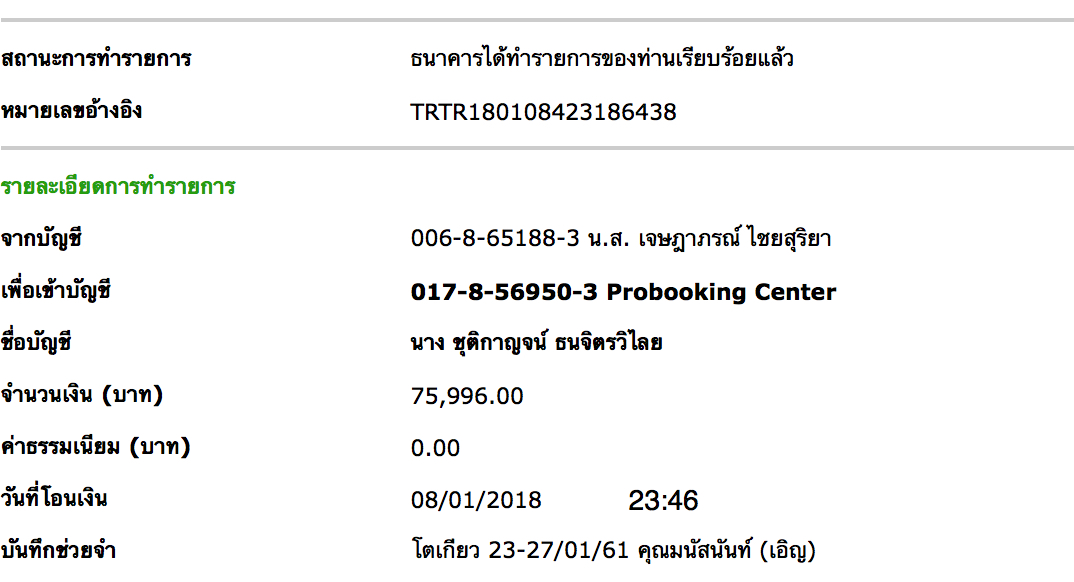 สถานะการทำรายการ ธนาคารได้ทำรายการของท่านเรียบร้อยแล้ว
หมายเลขอ้างอิง TRTR180108423186438
รายละเอียดการทำรายการ
จากบัญชี 006-8-65188-3 น.ส. เจษฎาภรณ์ ไชยสุริยา
เพื่อเข้าบัญชี 017-8-56950-3 Probooking Center
ชื่อบัญชี นาง ชุติกาญจน์ ธนจิตรวิไลย
จำนวนเงิน (บาท) 75,996.00
ค่าธรรมเนียม (บาท) 0.00
วันที่โอนเงิน 08/01/2018 23:46
บันทึกช่วยจำ โตเกียว 23-27/01/61 คุณมนัสนันท์ (เอิญ)